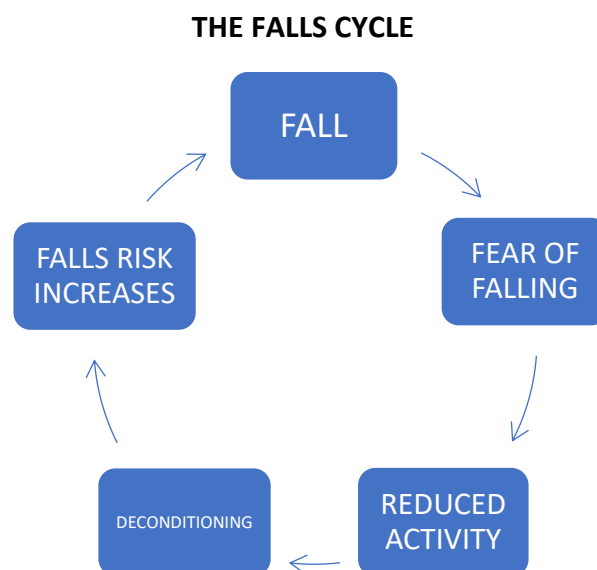 THE FALLS CYCLE
FALL
FEAR OF
FALLING
REDUCED
ACTIVITY
DECONDITIONING
FALLS RISK
INCREASES